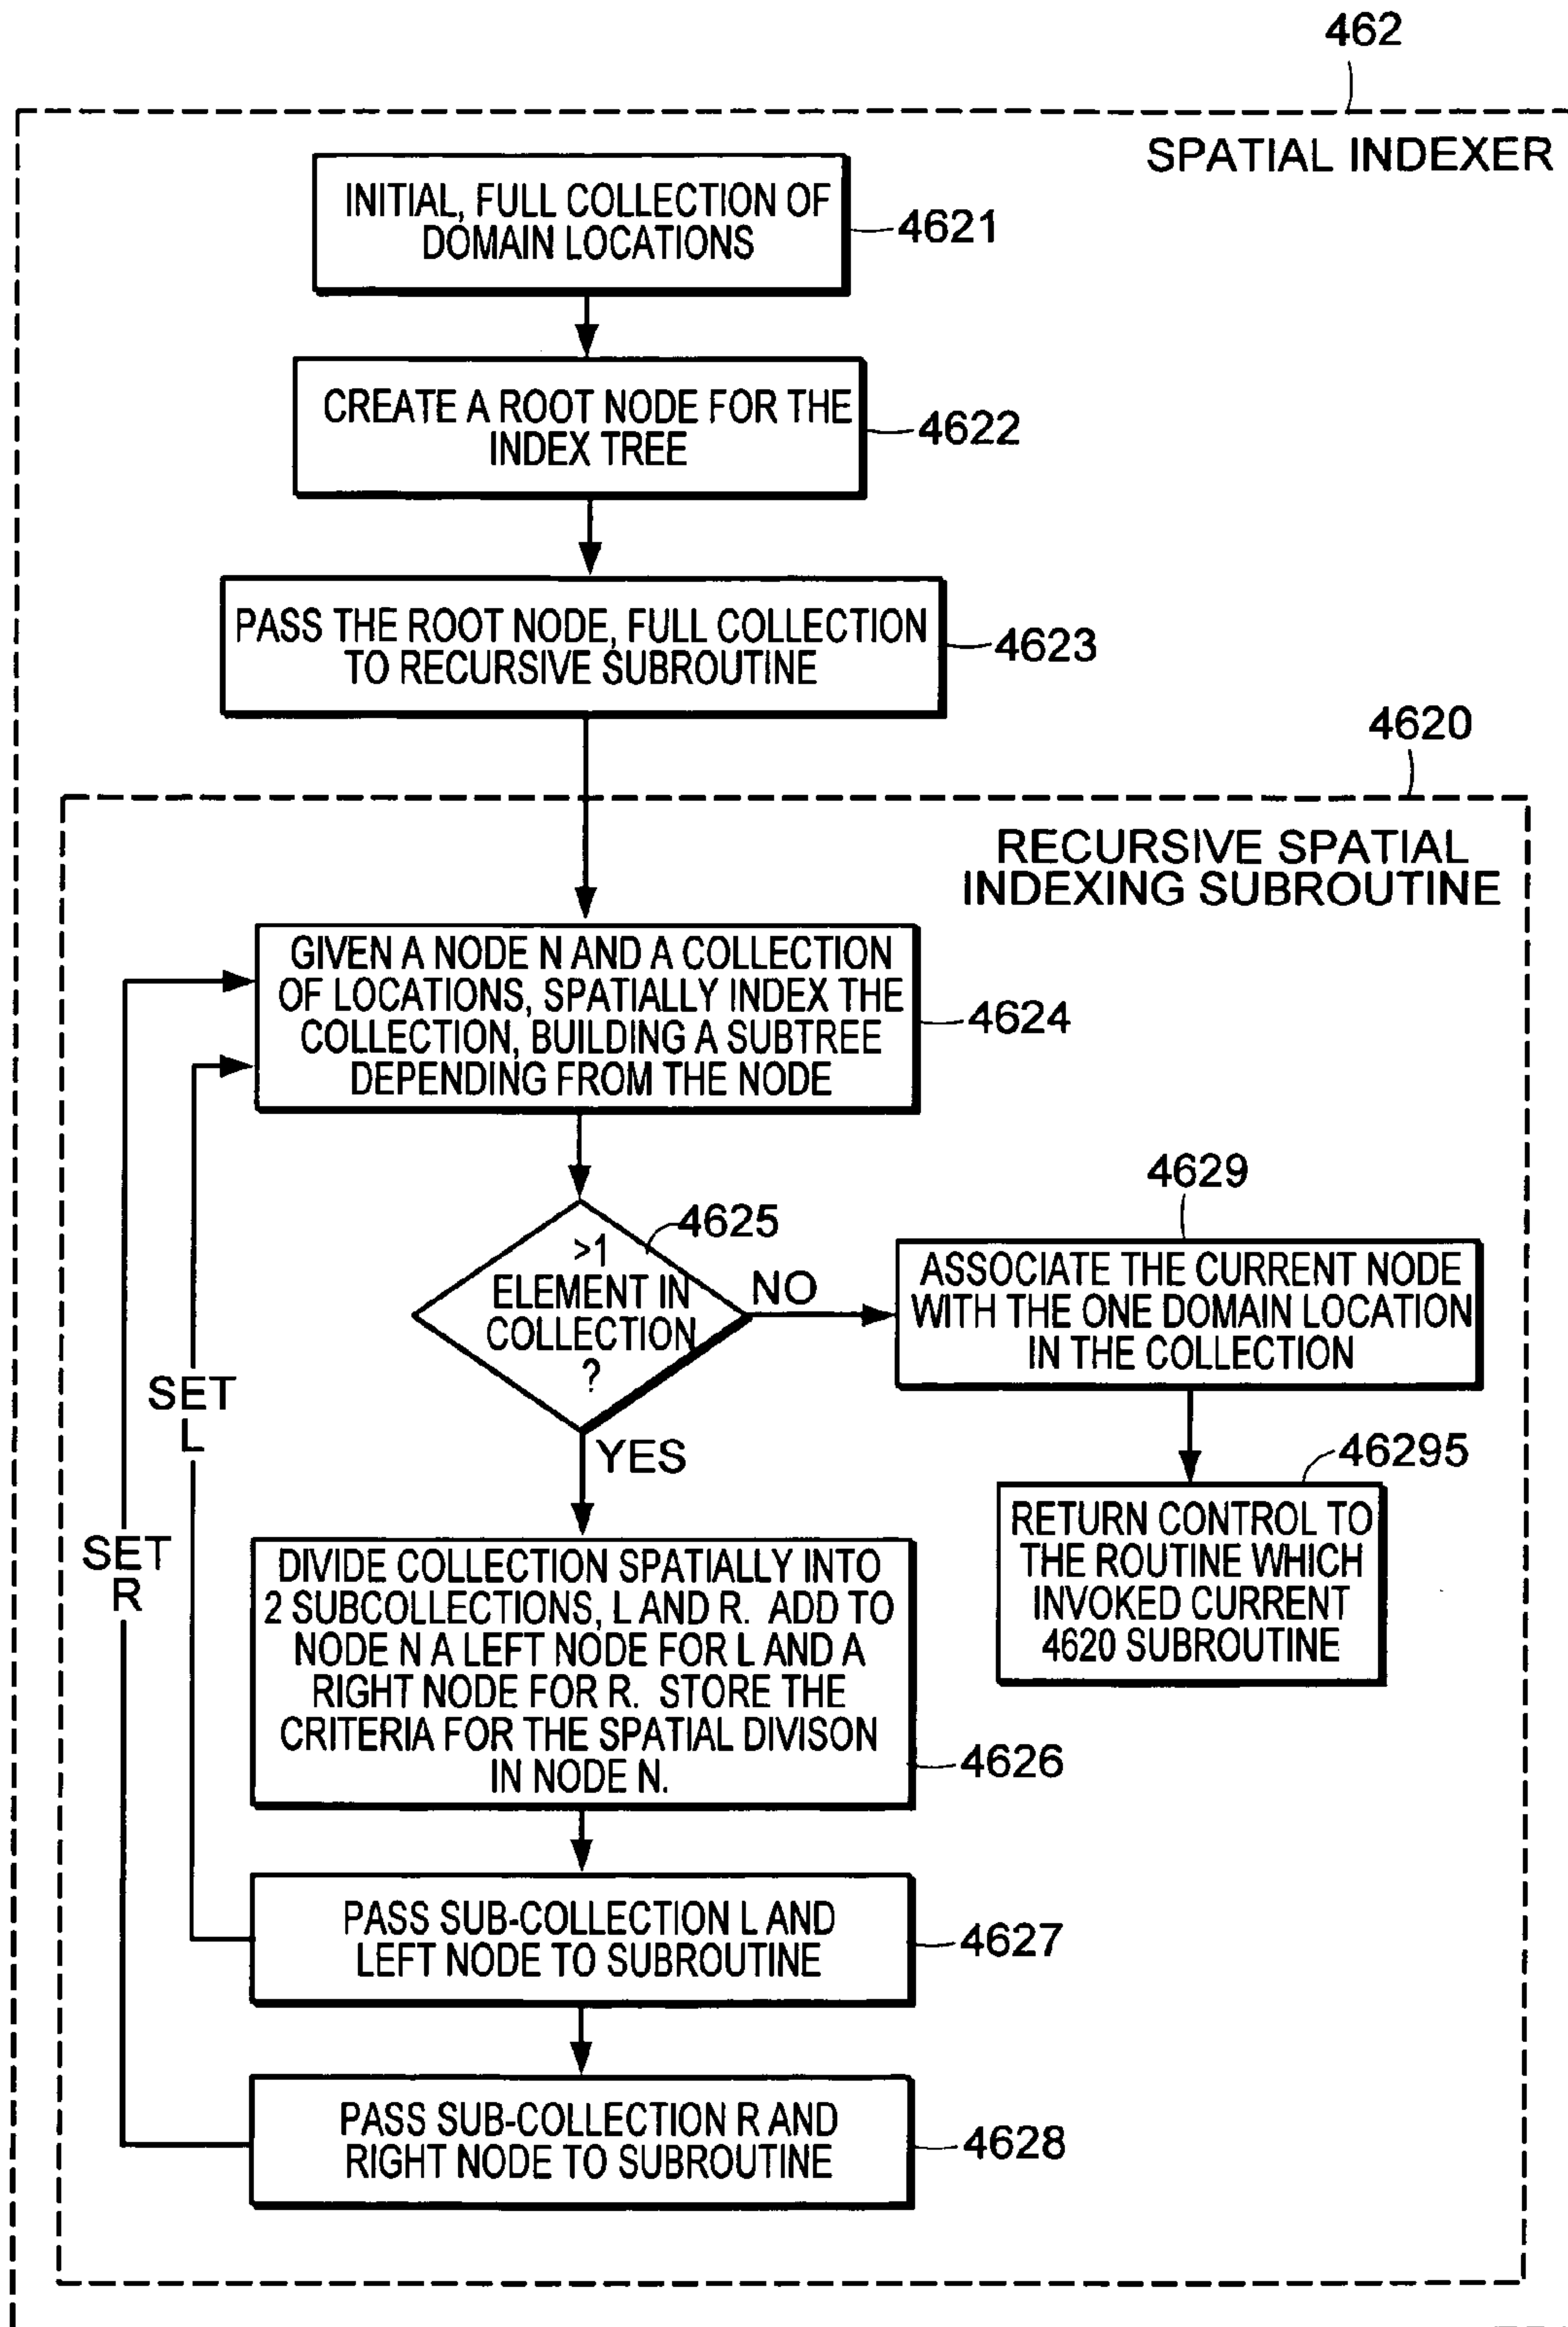 462
SPATIAL INDEXER
INITIAL, FULL COLLECTION OF
DOMAIN LOCATIONS
4621
CREATE A ROOT NODE FOR THE
INDEX TREE
4622
PASS THE ROOT NODE, FULL COLLECTION
TO RECURSIVE SUBROUTINE
4623
4620
RECURSIVE SPATIAL
INDEXING SUBROUTINE
GIVEN A NODE N AND A COLLECTION
OF LOCATIONS, SPATIALLY INDEX THE
COLLECTION, BUILDING A SUBTREE
DEPENDING FROM THE NODE
4624
>1
ELEMENT IN
COLLECTION
?
4625
NO
YES
4629
ASSOCIATE THE CURRENT NODE
WITH THE ONE DOMAIN LOCATION
IN THE COLLECTION
46295
RETURN CONTROL TO
THE ROUTINE WHICH
INVOKED CURRENT
4620 SUBROUTINE
SET
L
SET
R
DIVIDE COLLECTION SPATIALLY INTO
2 SUBCOLLECTIONS, L AND R. ADD TO
NODE N A LEFT NODE FOR L AND A
RIGHT NODE FOR R. STORE THE
CRITERIA FOR THE SPATIAL DIVISON
IN NODE N.
4626
PASS SUB-COLLECTION L AND
LEFT NODE TO SUBROUTINE
4627
PASS SUB-COLLECTION R AND
RIGHT NODE TO SUBROUTINE
4628